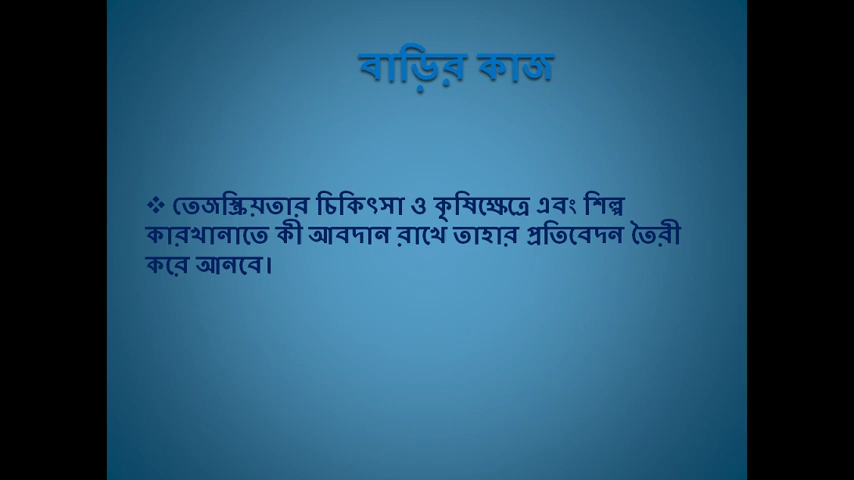 বাড়ির কাজ
❖ তেজস্ক্রিয়তার চিকিৎসা ও কৃষিক্ষেত্রে এবং শিল্প
কারখানাতে কী আবদান রাখে তাহার প্রতিবেদন তৈরী
করে আনবে।